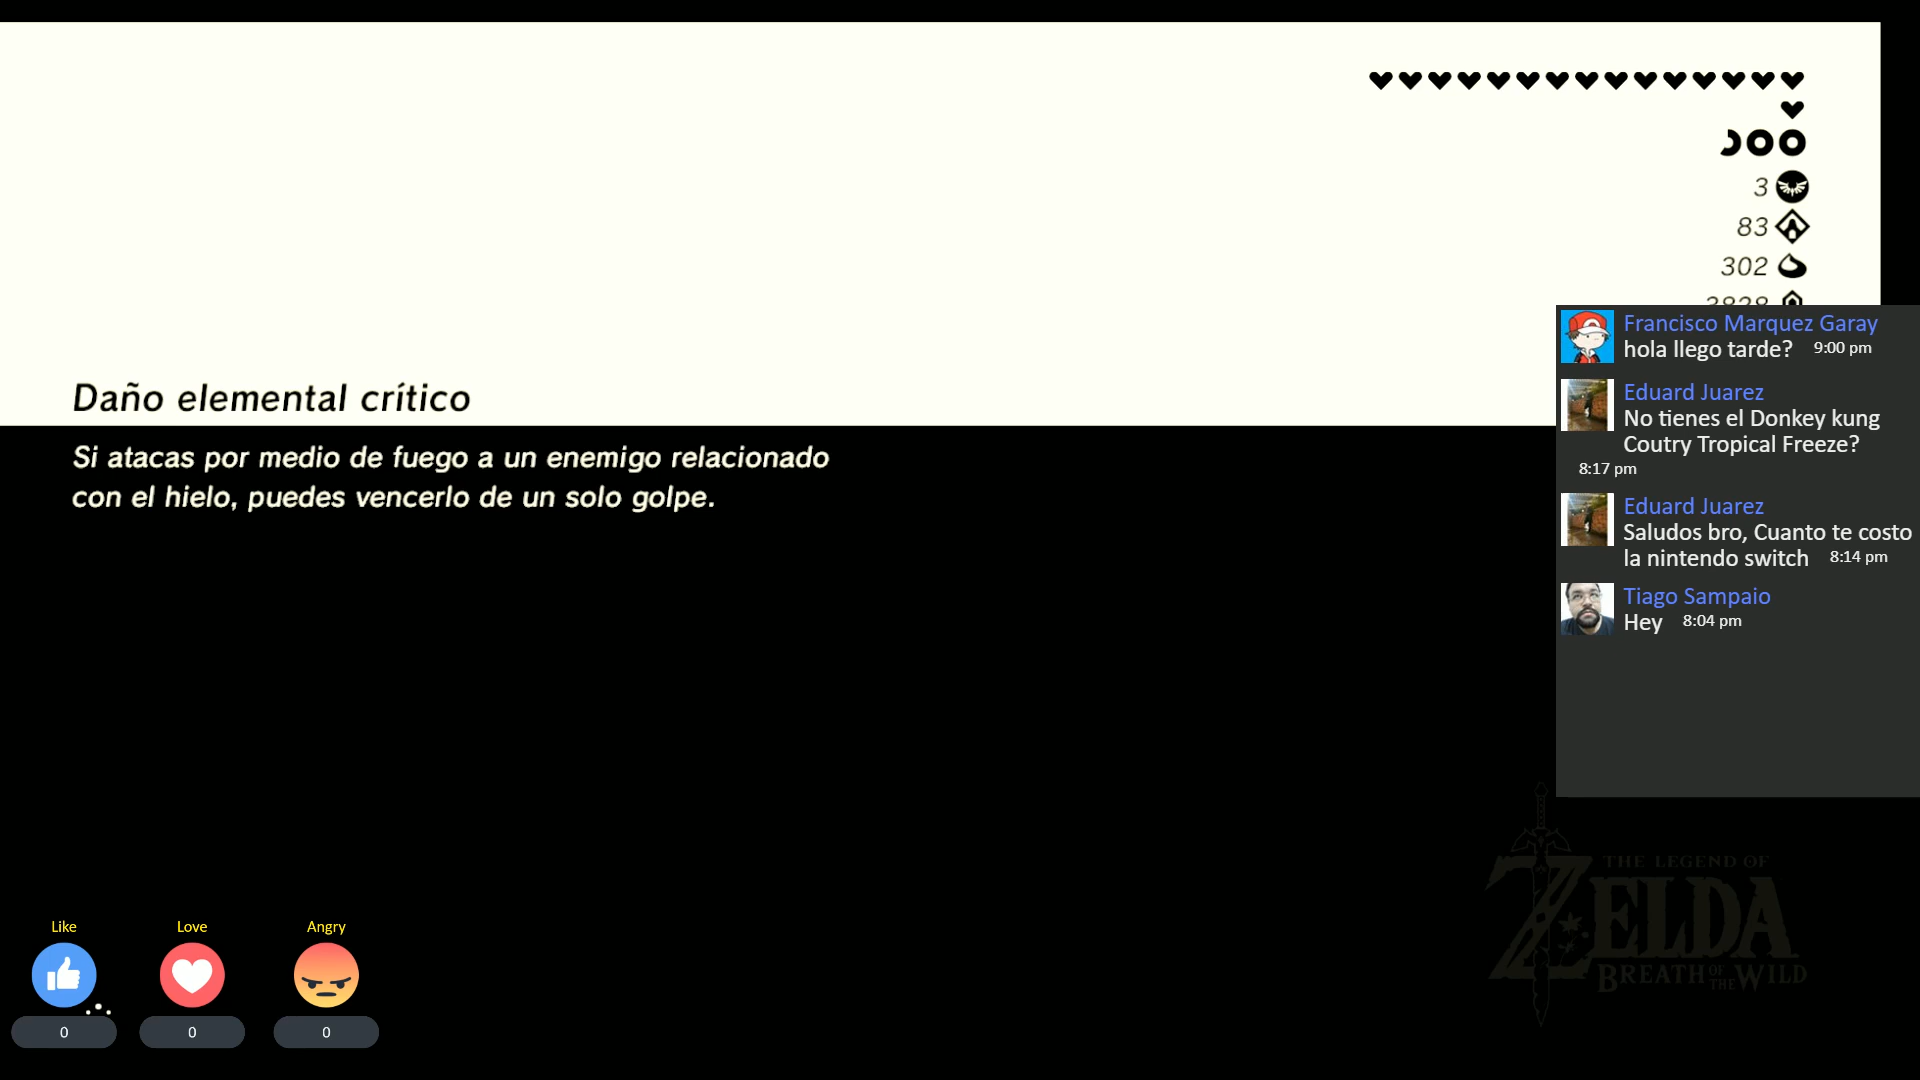 3
83
302
Daño elemental crítico
Si atacas por medio de fuego a un enemigo relacionado
con el hielo, puedes vencerlo de un solo golpe.
Francisco Marquez Garay
hola llego tarde? 9:00 pm
Eduard Juarez
No tienes el Donkey kung
Coutry Tropical Freeze?
8:17 pm
Eduard Juarez
Saludos bro, Cuanto te costo
la nintendo switch 8:14 pm
Tiago Sampaio
Hey 8:04 pm
THE LEGEND OF
ZELDA
BREATH OF THE WILD
Like Love Angry
0 0 0